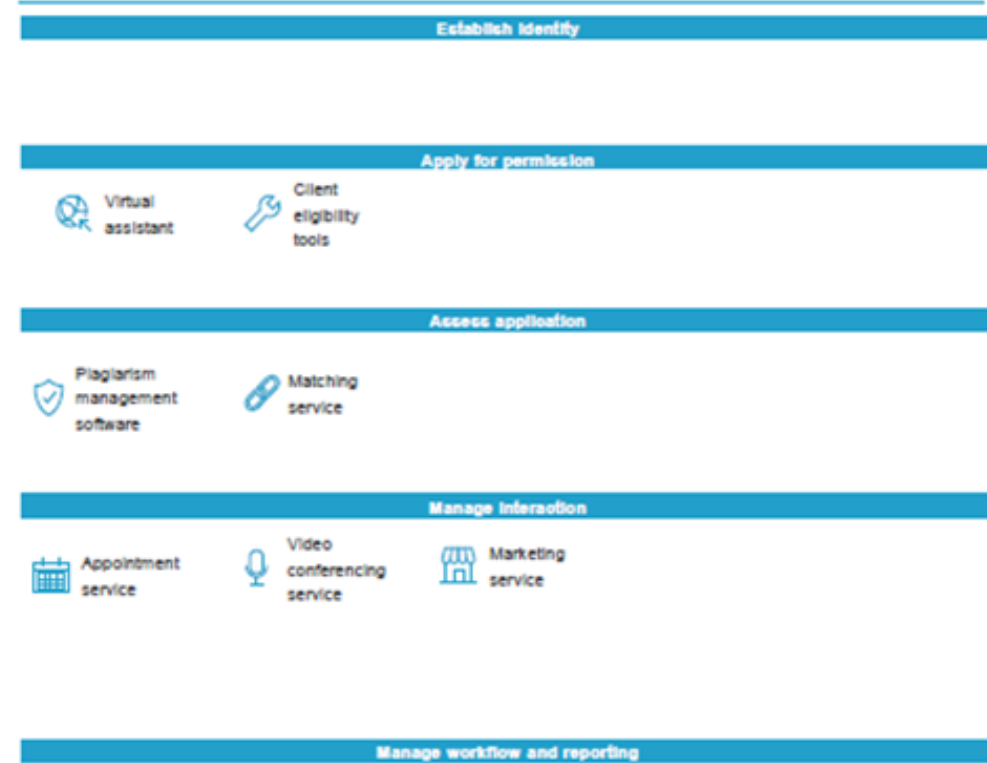 Establish Identity
Apply for permission
Virtual
assistant
Client
eligibility
tools
Assess application
Plagiarism
management
software
Matching
service
Manage Interaction
Appointment
service
Video
conferencing
service
Marketing
service
Manage workflow and reporting